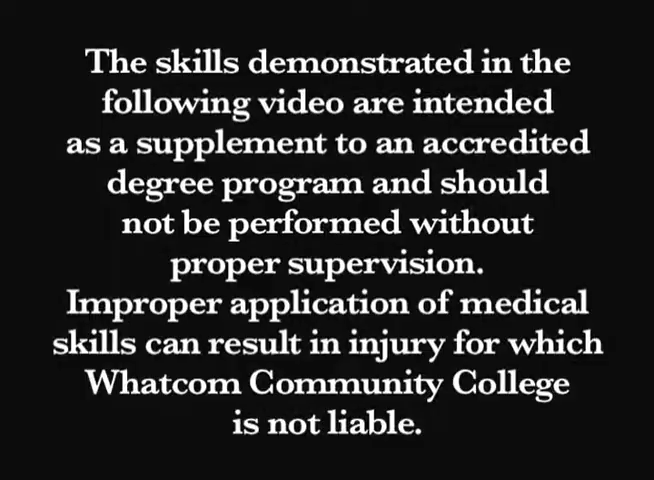 The skills demonstrated in the
following video are intended
as a supplement to an accredited
degree program and should
not be performed without
proper supervision.
Improper application of medical
skills can result in injury for which
Whatcom Community College
is not liable.